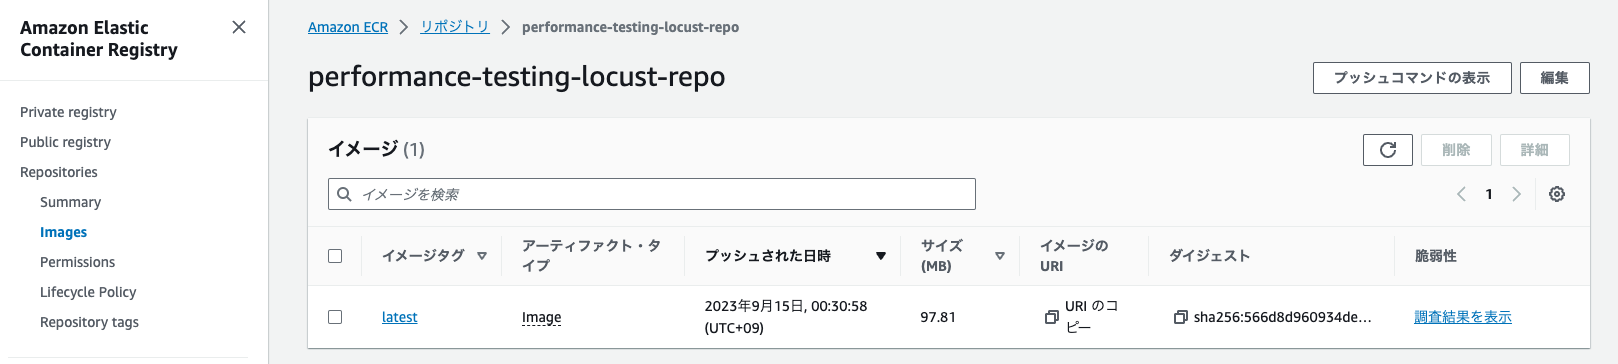 Amazon Elastic
Container Registry
Private registry
Public registry
Repositories
Summary
Images
Permissions
Lifecycle Policy
Repository tags
Amazon ECR > リポジトリ > performance-testing-locust-repo
performance-testing-locust-repo
プッシュコマンドの表示
編集
イメージ (1)
削除
詳細
イメージを検索
1
イメージタグ
アーティファクト・タ
イプ
プッシュされた日時
サイズ
(MB)
イメージの
URI
ダイジェスト
脆弱性
latest
Image
2023年9月15日, 00:30:58
(UTC+09)
97.81
URI のコ
ピー
sha256:566d8d960934de...
調査結果を表示